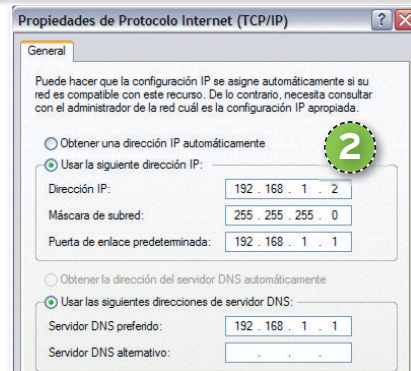 Propiedades de Protocolo Internet (TCP/IP)
General
Puede hacer que la configuración IP se asigne automáticamente si su
red es compatible con este recurso. De lo contrario, necesita consultar
con el administrador de la red cuál es la configuración IP apropiada.
Obtener una dirección IP automáticamente
2
Usar la siguiente dirección IP:
Dirección IP: 192 . 168 . 1 . 2
Máscara de subred: 255 . 255 . 255 . 0
Puerta de enlace predeterminada: 192 . 168 . 1 . 1
Obtener la dirección del servidor DNS automáticamente
Usar las siguientes direcciones de servidor DNS:
Servidor DNS preferido: 192 . 168 . 1 . 1
Servidor DNS alternativo: . . .